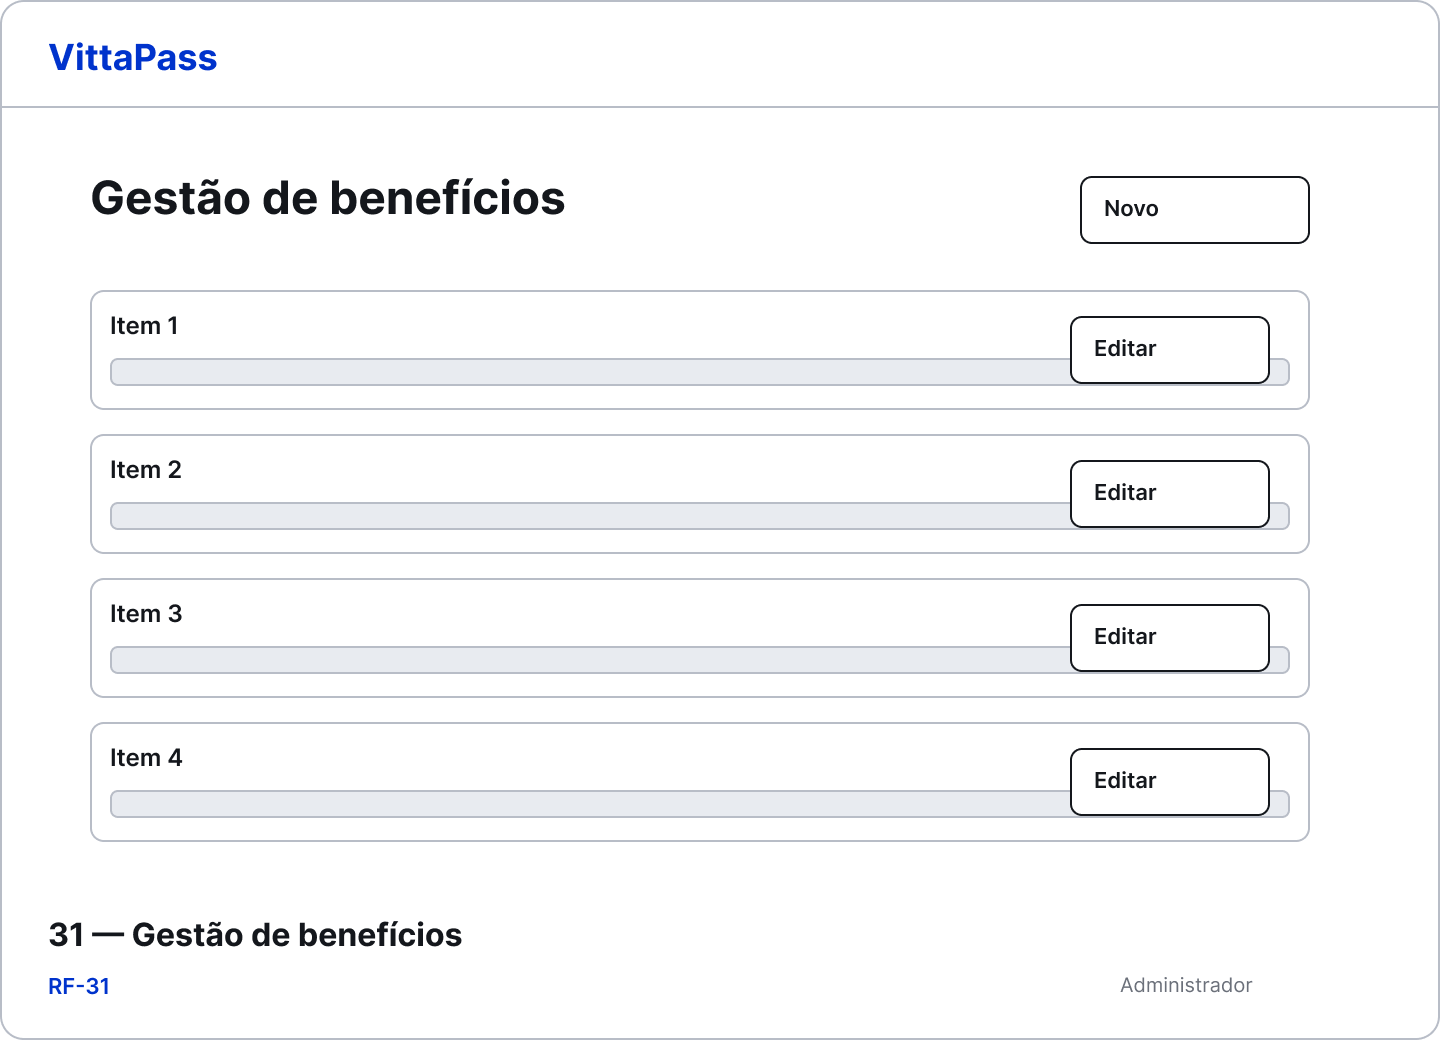 VittaPass
Gestão de benefícios
Novo
Item 1
Editar
Item 2
Editar
Item 3
Editar
Item 4
Editar
31 — Gestão de benefícios
RF-31
Administrador